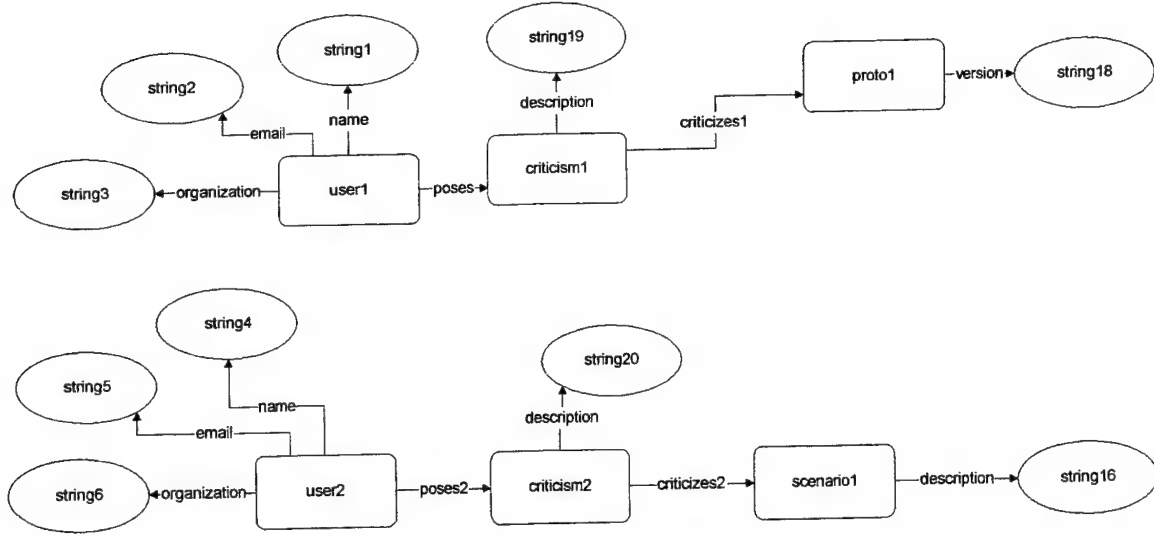 string1
string19
string2
proto1
version
string18
name
description
criticizes1
email
string3
organization
user1
poses
criticism1
string4
string20
string5
name
description
email
string6
organization
user2
poses2
criticism2
criticizes2
scenario1
description
string16